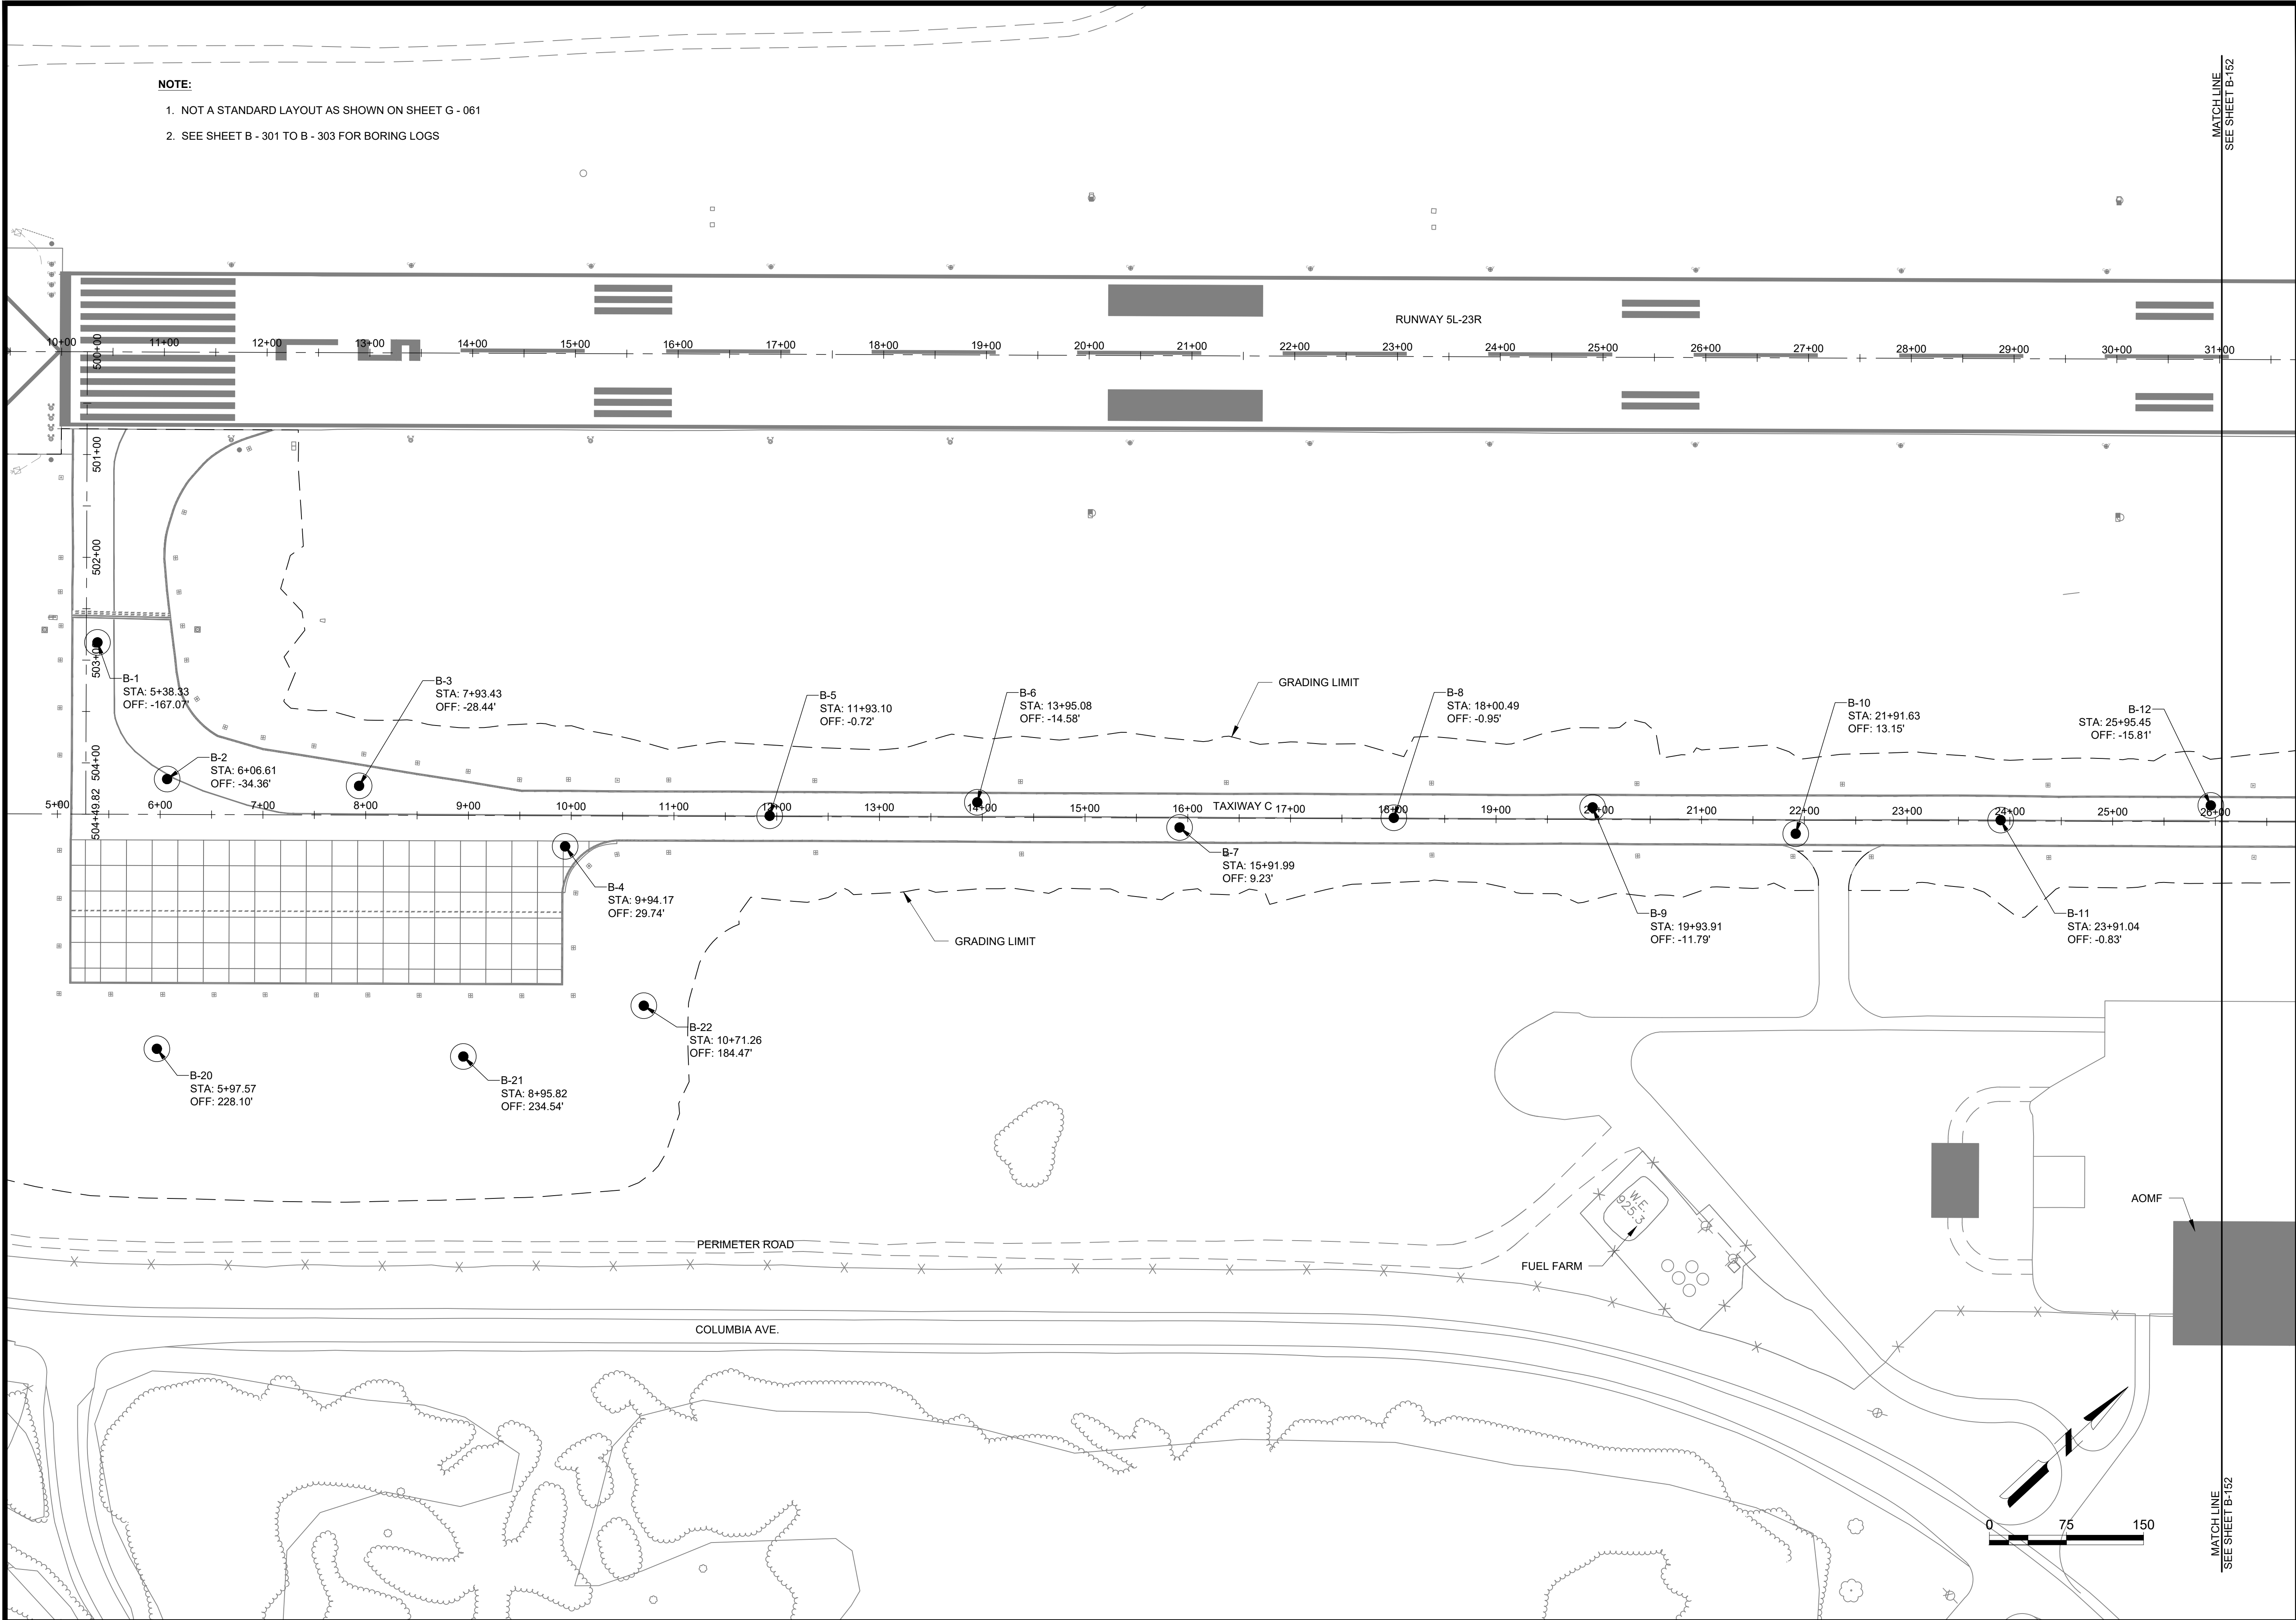 NOTE:
1. NOT A STANDARD LAYOUT AS SHOWN ON SHEET G - 061
2. SEE SHEET B - 301 TO B - 303 FOR BORING LOGS
MATCH LINE
SEE SHEET B-152
RUNWAY 5L-23R
10+00
11+00
12+00
13+00
14+00
15+00
16+00
17+00
18+00
19+00
20+00
21+00
22+00
23+00
24+00
25+00
26+00
27+00
28+00
29+00
30+00
31+00
500+00
501+00
502+00
503+00
504+00
504+49.82
B-1
STA: 5+38.33
OFF: -167.07'
B-2
STA: 6+06.61
OFF: -34.36'
B-3
STA: 7+93.43
OFF: -28.44'
B-5
STA: 11+93.10
OFF: -0.72'
B-6
STA: 13+95.08
OFF: -14.58'
GRADING LIMIT
B-8
STA: 18+00.49
OFF: -0.95'
B-10
STA: 21+91.63
OFF: 13.15'
B-12
STA: 25+95.45
OFF: -15.81'
5+00
6+00
7+00
8+00
9+00
10+00
11+00
12+00
13+00
14+00
15+00
16+00
TAXIWAY C
17+00
18+00
19+00
20+00
21+00
22+00
23+00
24+00
25+00
26+00
B-4
STA: 9+94.17
OFF: 29.74'
B-7
STA: 15+91.99
OFF: 9.23'
B-9
STA: 19+93.91
OFF: -11.79'
B-11
STA: 23+91.04
OFF: -0.83'
GRADING LIMIT
B-22
STA: 10+71.26
OFF: 184.47'
B-20
STA: 5+97.57
OFF: 228.10'
B-21
STA: 8+95.82
OFF: 234.54'
W.E.
925.3
AOMF
PERIMETER ROAD
FUEL FARM
COLUMBIA AVE.
0 75 150
MATCH LINE
SEE SHEET B-152